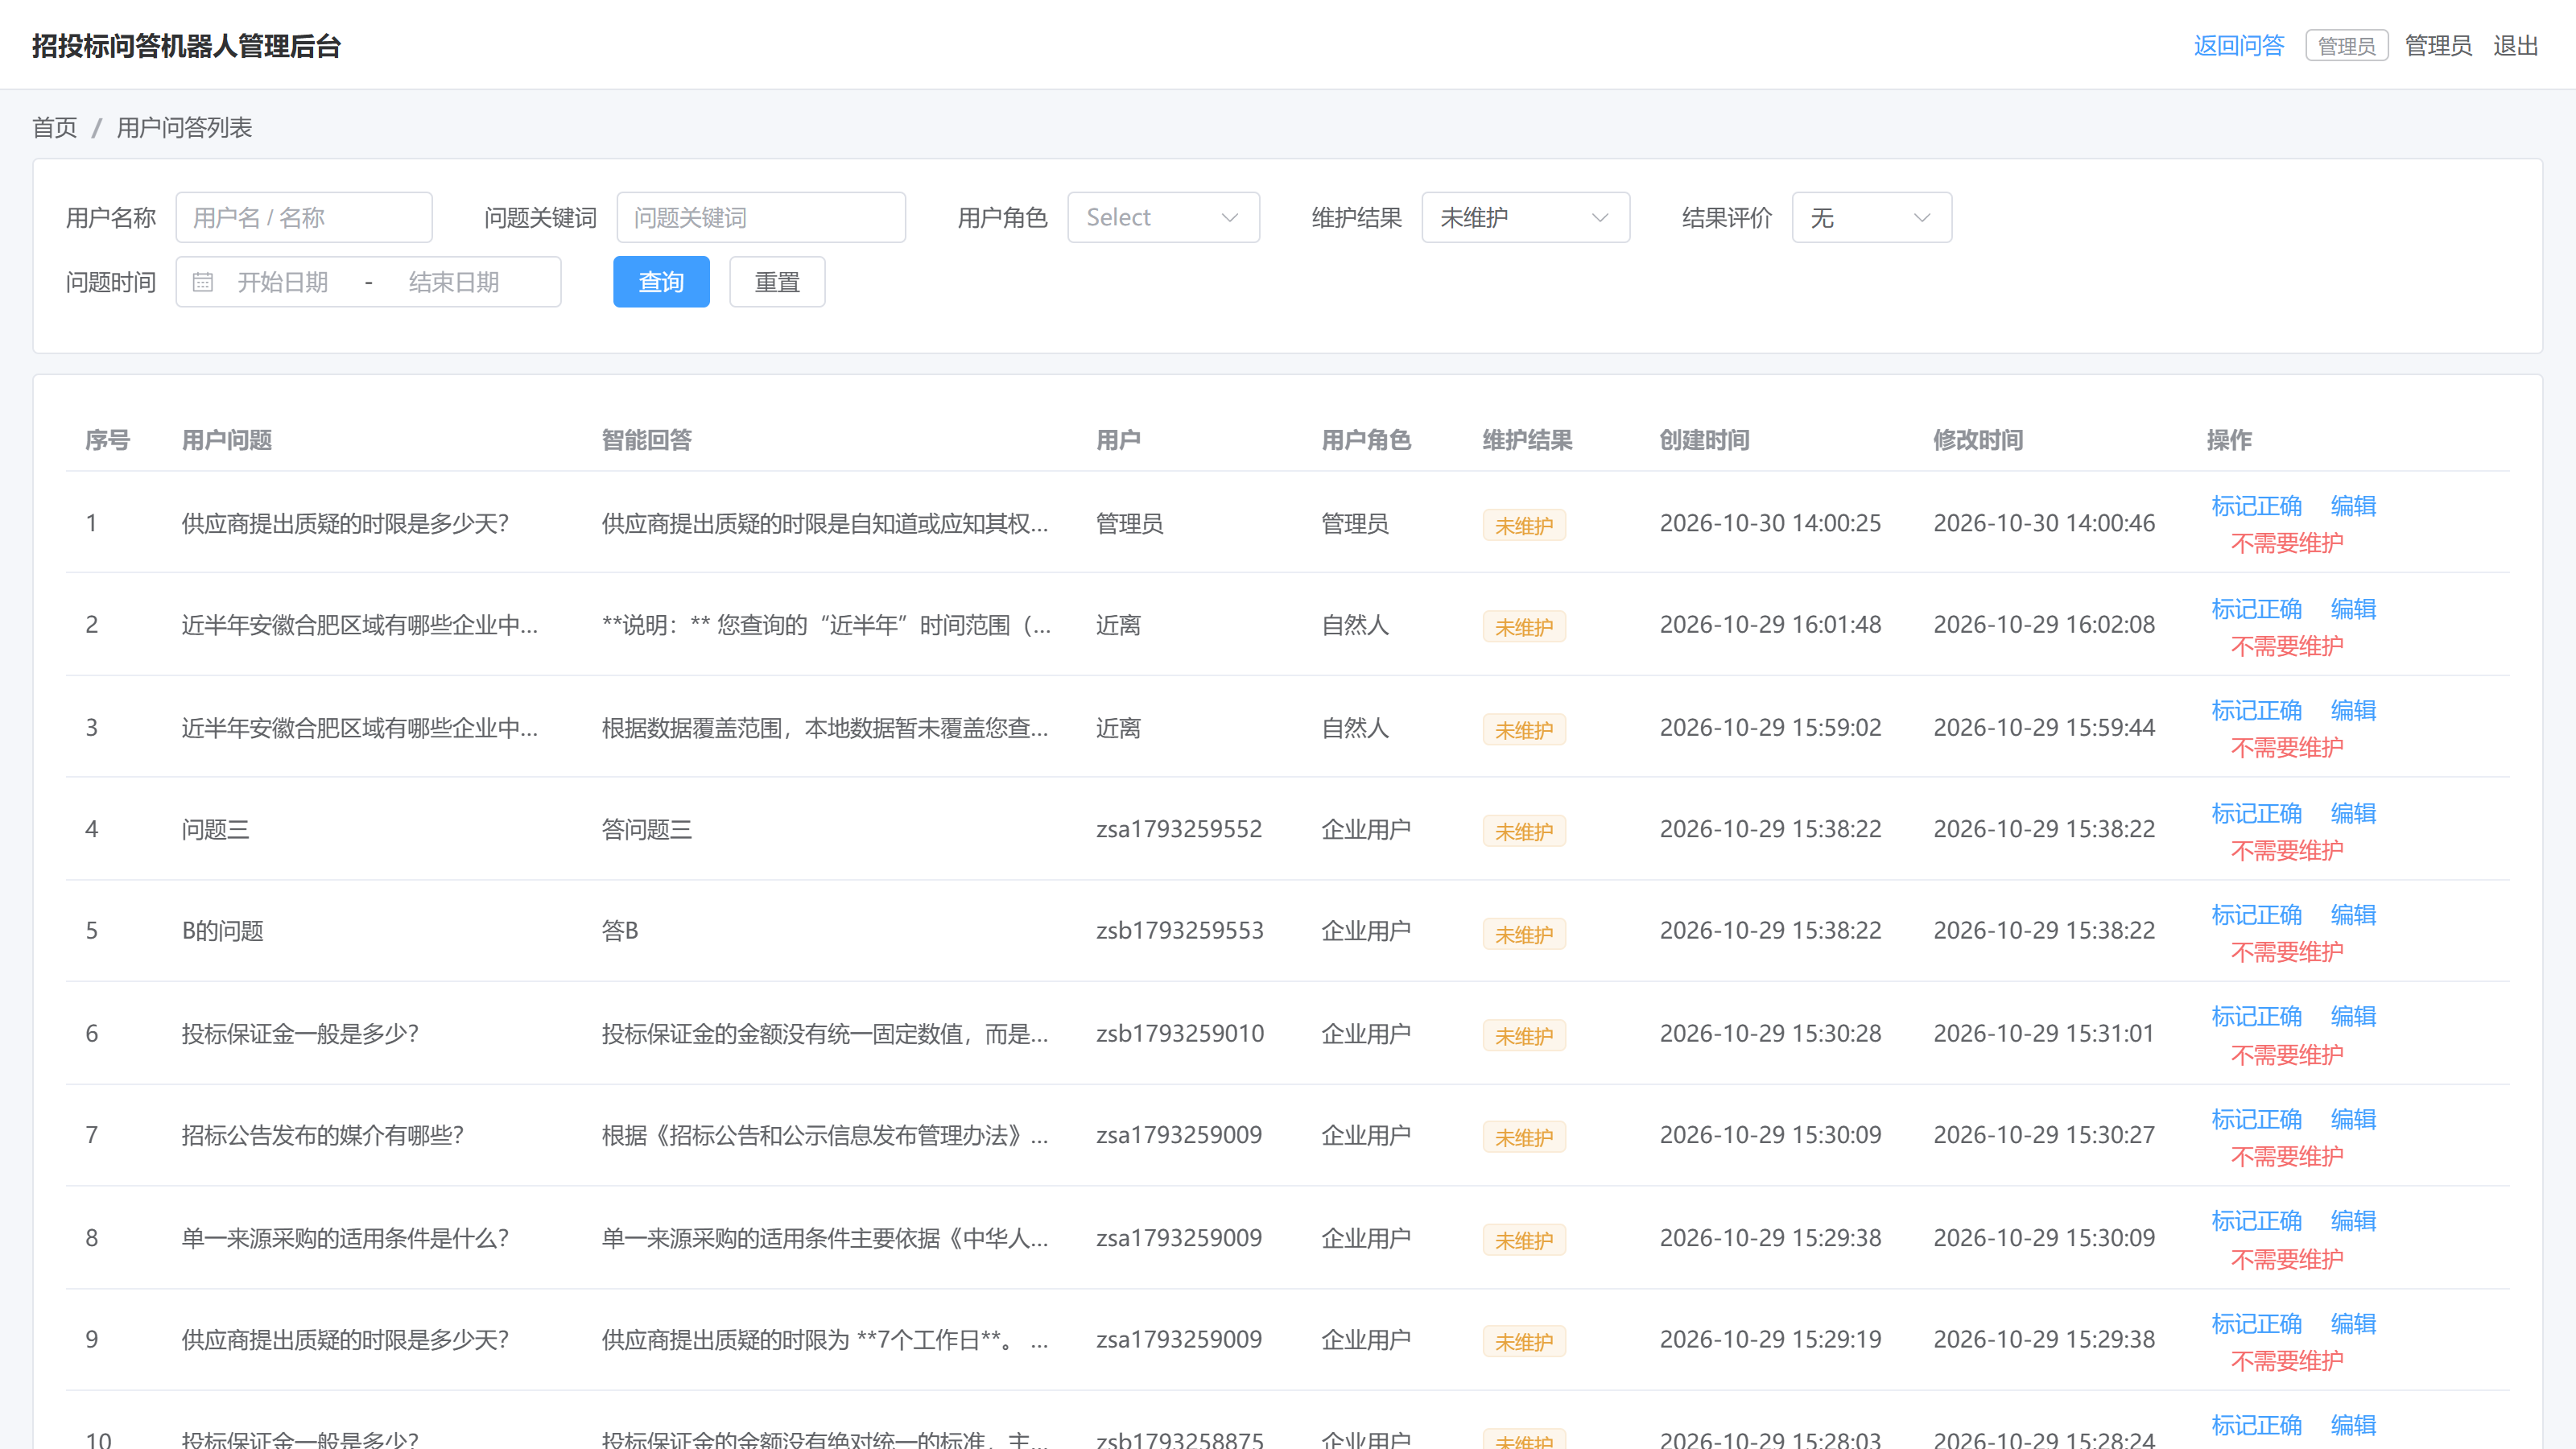 招投标问答机器人管理后台 返回问答 管理员 管理员 退出
首页 / 用户问答列表
用户名称 用户名 / 名称 问题关键词 问题关键词 用户角色 Select 维护结果 未维护 结果评价 无
问题时间 开始日期 - 结束日期 查询 重置
序号 用户问题 智能回答 用户 用户角色 维护结果 创建时间 修改时间 操作
1 供应商提出质疑的时限是多少天? 供应商提出质疑的时限是自知道或应知其权... 管理员 管理员 未维护 2026-10-30 14:00:25 2026-10-30 14:00:46 标记正确 编辑
不需要维护
2 近半年安徽合肥区域有哪些企业中... **说明：** 您查询的“近半年”时间范围（... 近离 自然人 未维护 2026-10-29 16:01:48 2026-10-29 16:02:08 标记正确 编辑
不需要维护
3 近半年安徽合肥区域有哪些企业中... 根据数据覆盖范围，本地数据暂未覆盖您查... 近离 自然人 未维护 2026-10-29 15:59:02 2026-10-29 15:59:44 标记正确 编辑
不需要维护
4 问题三 答问题三 zsa1793259552 企业用户 未维护 2026-10-29 15:38:22 2026-10-29 15:38:22 标记正确 编辑
不需要维护
5 B的问题 答B zsb1793259553 企业用户 未维护 2026-10-29 15:38:22 2026-10-29 15:38:22 标记正确 编辑
不需要维护
6 投标保证金一般是多少? 投标保证金的金额没有统一固定数值，而是... zsb1793259010 企业用户 未维护 2026-10-29 15:30:28 2026-10-29 15:31:01 标记正确 编辑
不需要维护
7 招标公告发布的媒介有哪些? 根据《招标公告和公示信息发布管理办法》... zsa1793259009 企业用户 未维护 2026-10-29 15:30:09 2026-10-29 15:30:27 标记正确 编辑
不需要维护
8 单一来源采购的适用条件是什么? 单一来源采购的适用条件主要依据《中华人... zsa1793259009 企业用户 未维护 2026-10-29 15:29:38 2026-10-29 15:30:09 标记正确 编辑
不需要维护
9 供应商提出质疑的时限是多少天? 供应商提出质疑的时限为 **7个工作日**。 ... zsa1793259009 企业用户 未维护 2026-10-29 15:29:19 2026-10-29 15:29:38 标记正确 编辑
不需要维护
10 投标保证金一般是多少? 投标保证金的金额没有绝对统一的标准，主... zsb1793258875 企业用户 未维护 2026-10-29 15:28:03 2026-10-29 15:28:24 标记正确 编辑